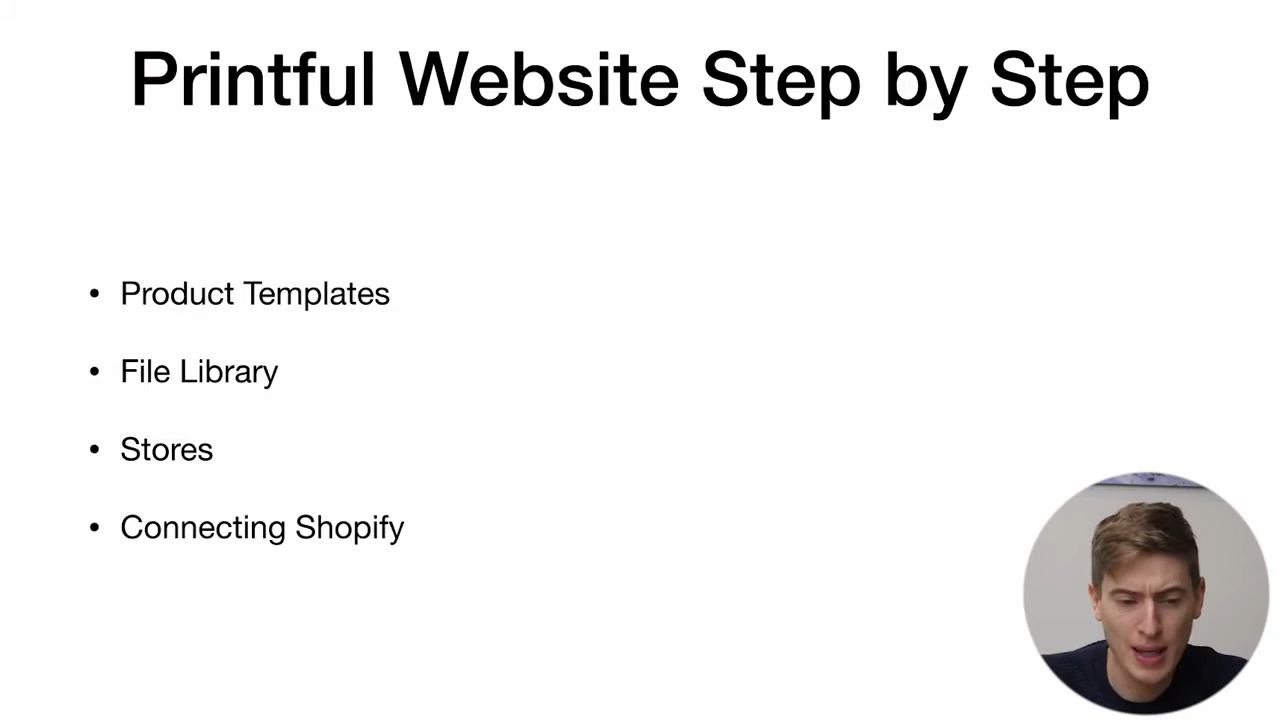 Printful Website Step by Step
• Product Templates
• File Library
• Stores
• Connecting Shopify